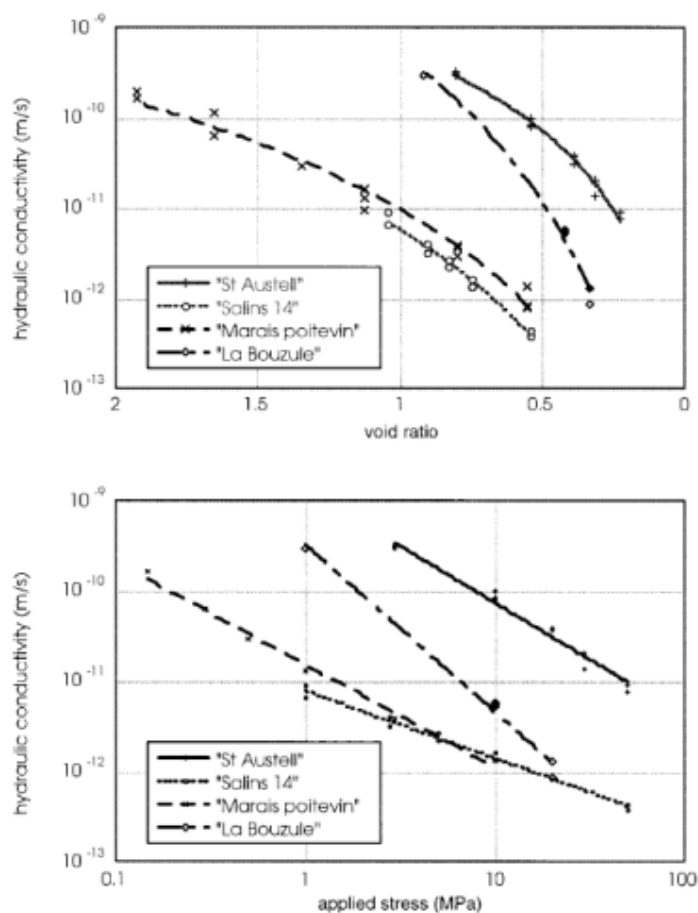 10 -9
10 -10
10 -11
10 -12
10 -13
hydraulic conductivity (m/s)
"St Austell"
"Salins 14"
"Marais poitevin"
"La Bouzule"
2 1.5 1 0.5 0
void ratio
10 -9
10 -10
10 -11
10 -12
10 -13
hydraulic conductivity (m/s)
"St Austell"
"Salins 14"
"Marais poitevin"
"La Bouzule"
0.1 1 10 100
applied stress (MPa)